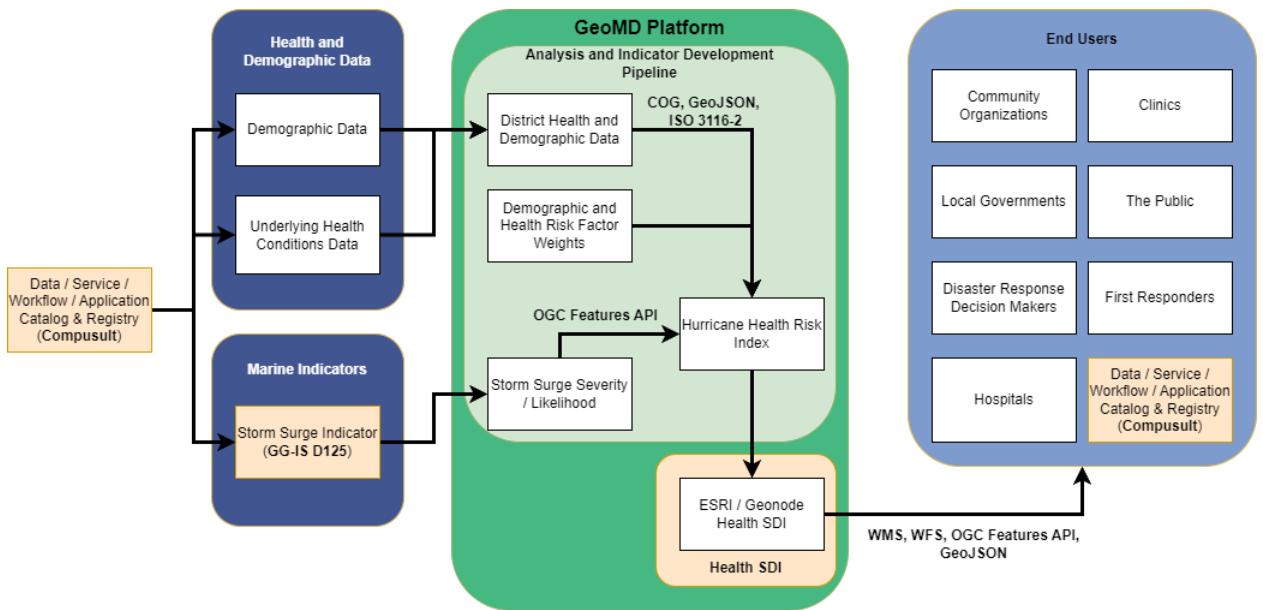 Data / Service /
Workflow / Application
Catalog & Registry
(Compusult)
Health and
Demographic Data
Demographic Data
Underlying Health
Conditions Data
Marine Indicators
Storm Surge Indicator
(GG-IS D125)
GeoMD Platform
Analysis and Indicator Development
Pipeline
District Health and
Demographic Data
COG, GeoJSON,
ISO 3116-2
Demographic and
Health Risk Factor
Weights
OGC Features API
Hurricane Health Risk
Index
Storm Surge Severity
/ Likelihood
ESRI / Geonode
Health SDI
Health SDI
WMS, WFS, OGC Features API,
GeoJSON
End Users
Community
Organizations
Clinics
Local Governments
The Public
Disaster Response
Decision Makers
First Responders
Hospitals
Data / Service /
Workflow / Application
Catalog & Registry
(Compusult)